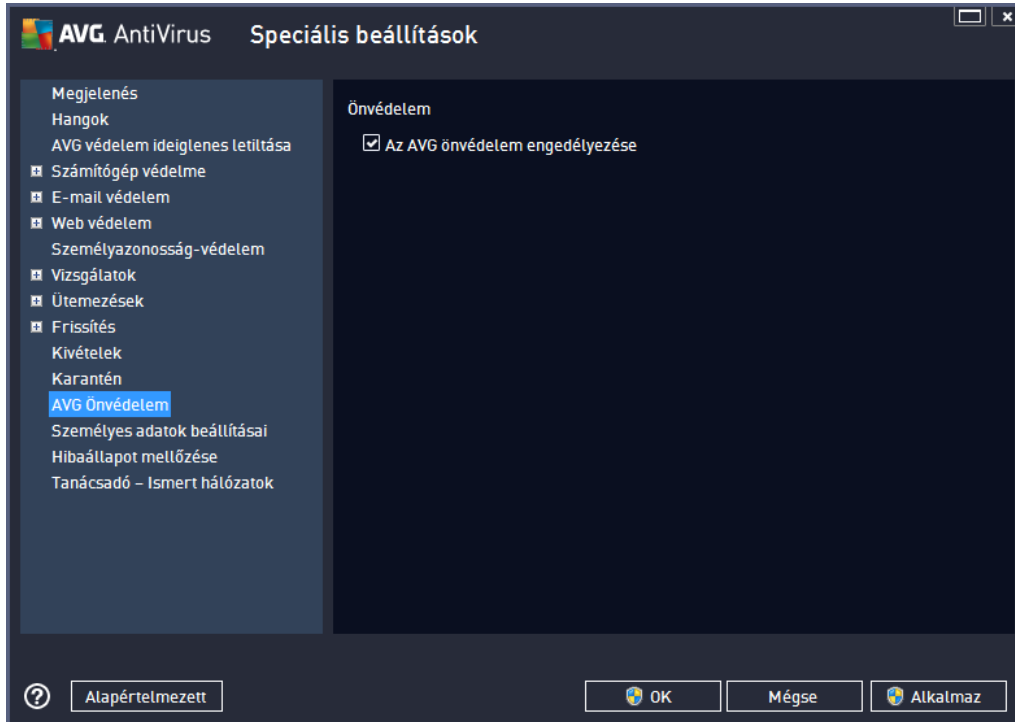 AVG. AntiVirus Speciális beállítások
Megjelenés
Hangok
AVG védelem ideiglenes letiltása
Számítógép védelme
E-mail védelem
Web védelem
Személyazonosság-védelem
Vizsgálatok
Ütemezések
Frissítés
Kivételek
Karantén
AVG Önvédelem
Személyes adatok beállításai
Hibaállapot mellőzése
Tanácsadó – Ismert hálózatok
Önvédelem
Az AVG önvédelem engedélyezése
? Alapértelmezett OK Mégse Alkalmaz